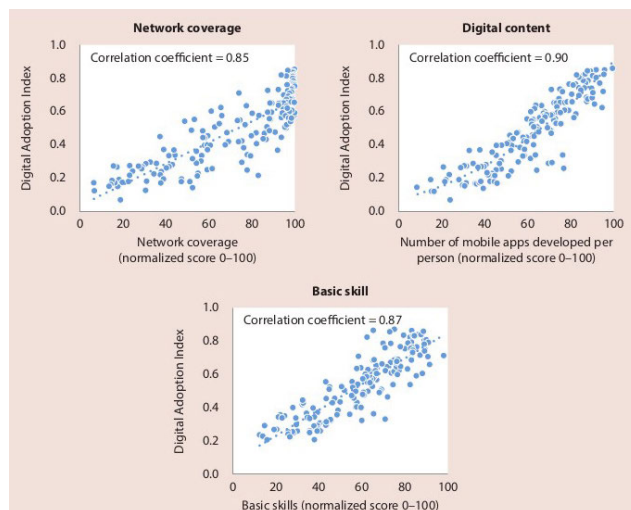 Network coverage
Correlation coefficient = 0.85
Digital Adoption Index
1.0
0.8
0.6
0.4
0.2
0.0
0 20 40 60 80 100
Network coverage
(normalized score 0–100)
Digital content
Correlation coefficient = 0.90
Digital Adoption Index
1.0
0.8
0.6
0.4
0.2
0.0
0 20 40 60 80 100
Number of mobile apps developed per
person (normalized score 0–100)
Basic skill
Correlation coefficient = 0.87
Digital Adoption Index
1.0
0.8
0.6
0.4
0.2
0.0
0 20 40 60 80 100
Basic skills (normalized score 0–100)